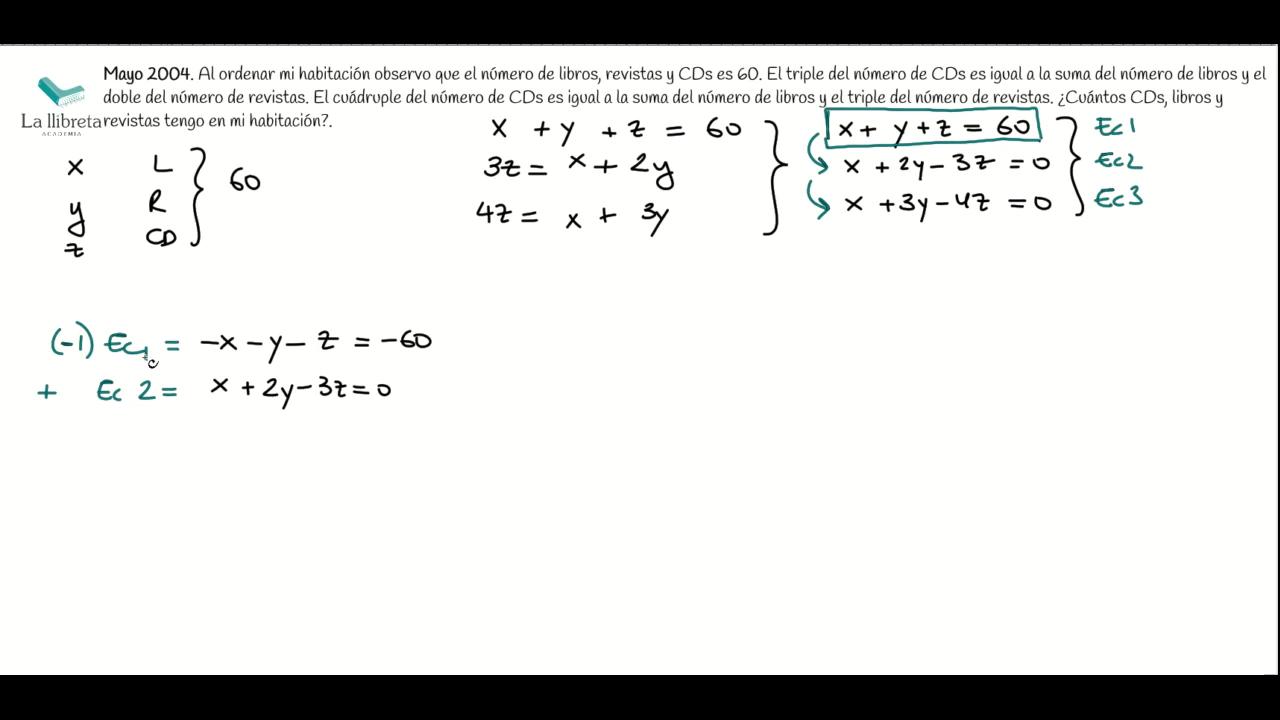 Mayo 2004. Al ordenar mi habitación observo que el número de libros, revistas y CDs es 60. El triple del número de CDs es igual a la suma del número de libros y el
doble del número de revistas. El cuádruple del número de CDs es igual a la suma del número de libros y el triple del número de revistas. ¿Cuántos CDs, libros y
revistas tengo en mi habitación?.
La llibreta
ACADEMIA
x L
y R } 60
z CD
x + y + z = 60
3z = x + 2y
4z = x + 3y
x + y + z = 60 Ec1
x + 2y - 3z = 0 Ec2
x + 3y - 4z = 0 Ec3
(-1) Ec1 = -x - y - z = -60
+ Ec 2 = x + 2y - 3z = 0